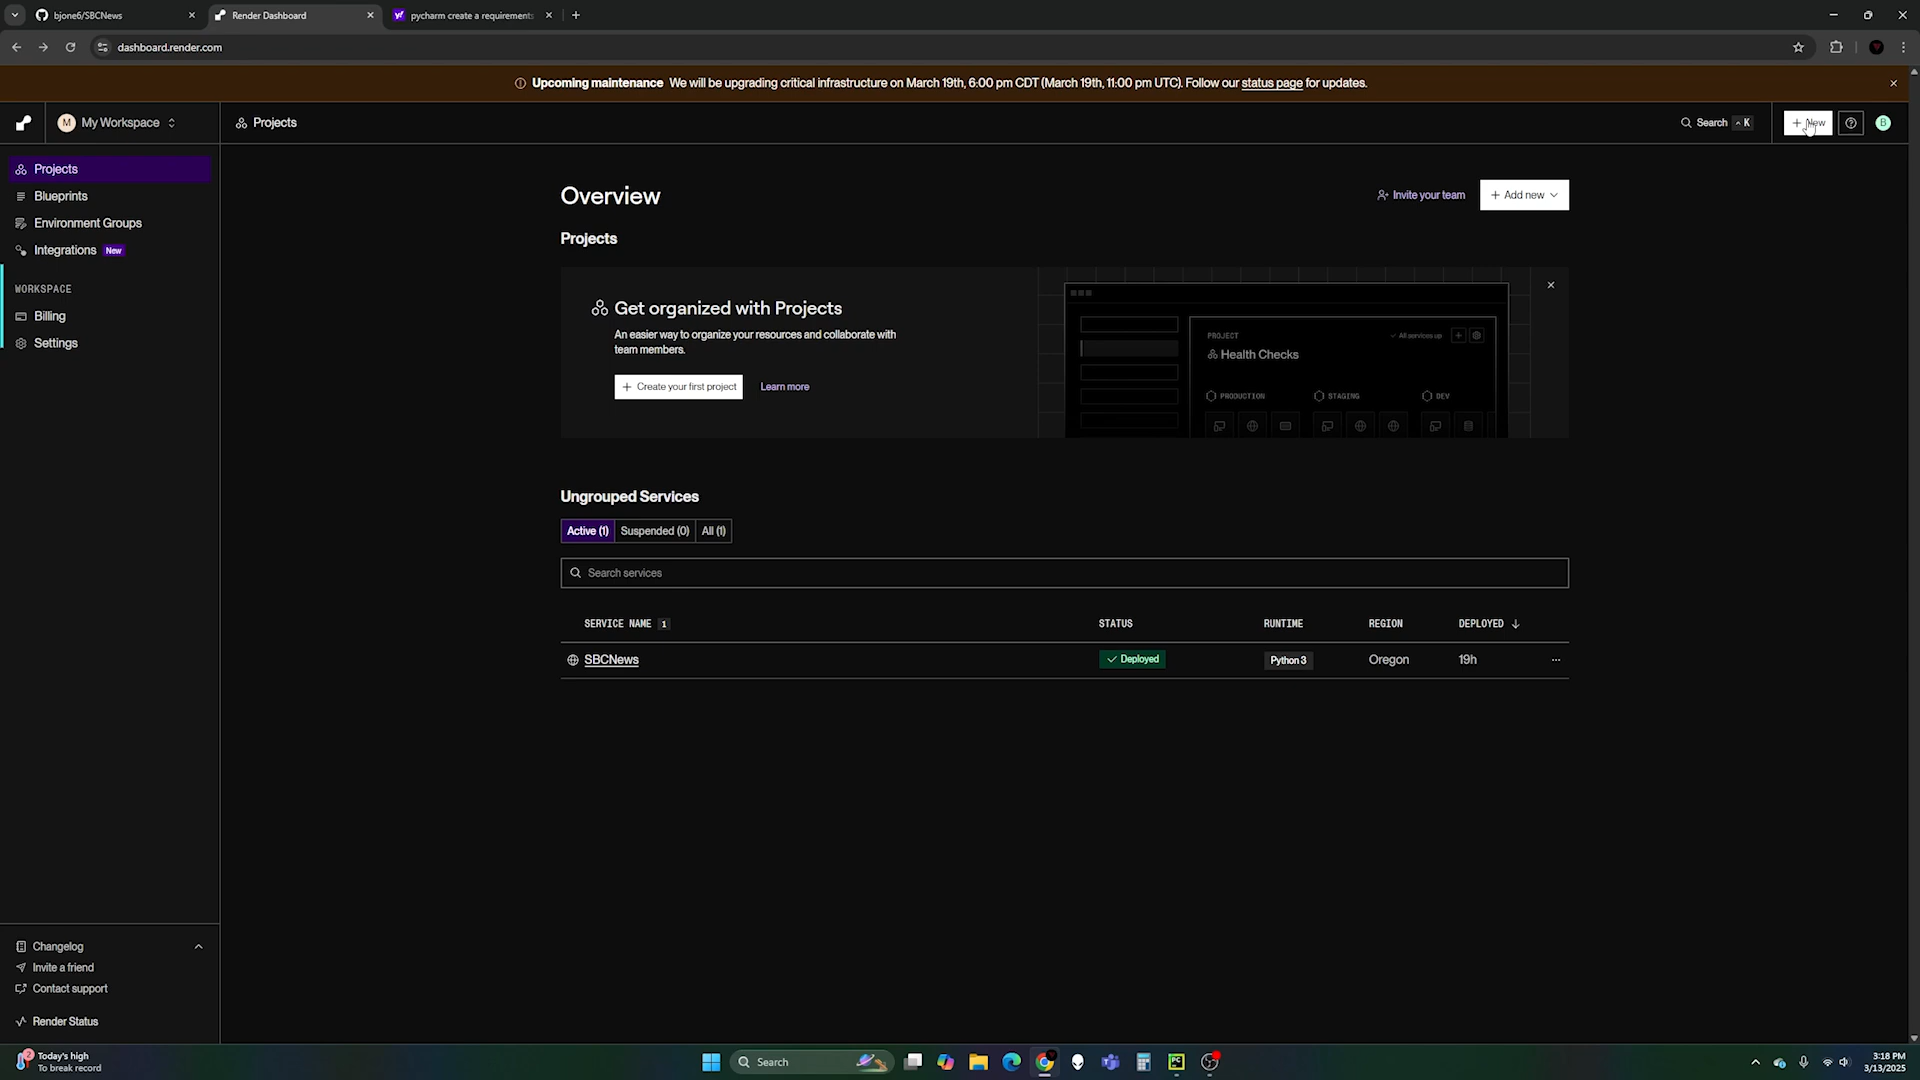 bjone6/SBCNews
Render Dashboard
pycharm create a requirements
dashboard.render.com
Upcoming maintenance We will be upgrading critical infrastructure on March 19th, 6:00 pm CDT (March 19th, 11:00 pm UTC). Follow our status page for updates.
M My Workspace
Projects
Search K
+ New
B
Projects
Blueprints
Environment Groups
Integrations New
WORKSPACE
Billing
Settings
Overview
Invite your team
+ Add new
Projects
Get organized with Projects
An easier way to organize your resources and collaborate with
team members.
+ Create your first project
Learn more
PROJECT
All services up
Health Checks
PRODUCTION
STAGING
DEV
Ungrouped Services
Active (1)
Suspended (0)
All (1)
Search services
SERVICE NAME 1
STATUS
RUNTIME
REGION
DEPLOYED
SBCNews
Deployed
Python 3
Oregon
19h
Changelog
Invite a friend
Contact support
Render Status
2
Today's high
To break record
Search
PC
3:18 PM
3/13/2025